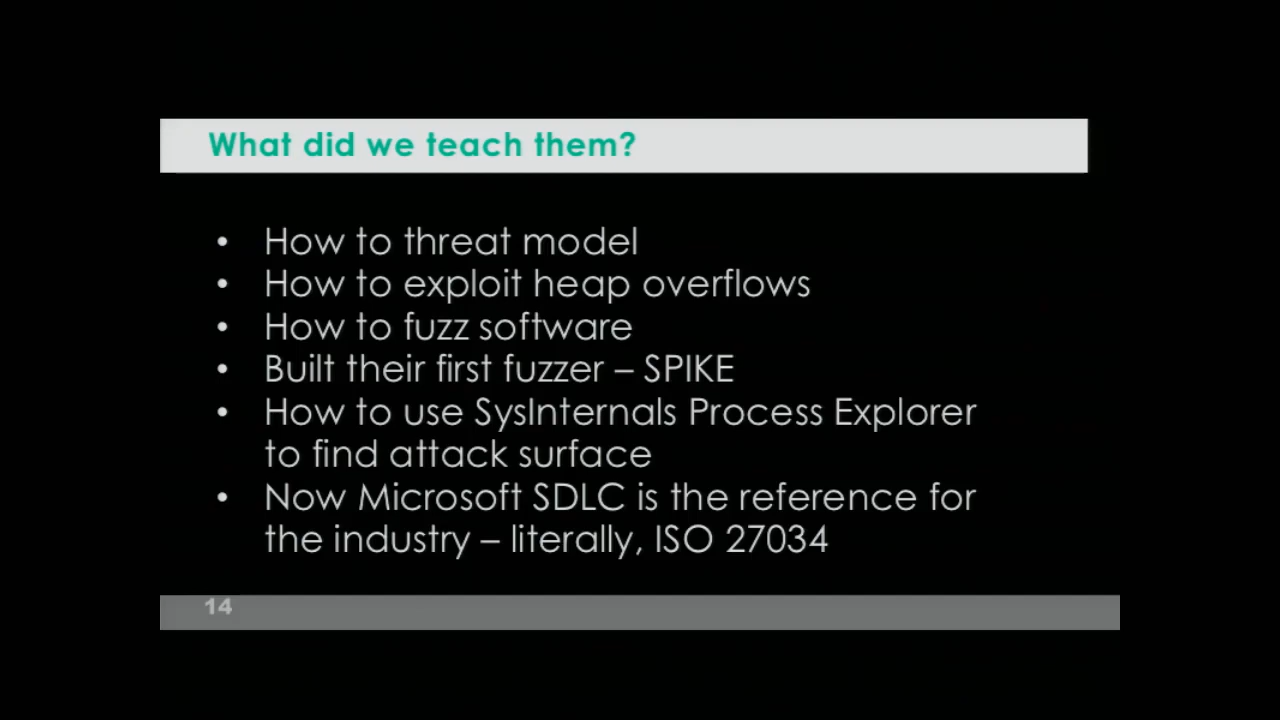 What did we teach them?
• How to threat model
• How to exploit heap overflows
• How to fuzz software
• Built their first fuzzer – SPIKE
• How to use SysInternals Process Explorer
to find attack surface
• Now Microsoft SDLC is the reference for
the industry – literally, ISO 27034
14